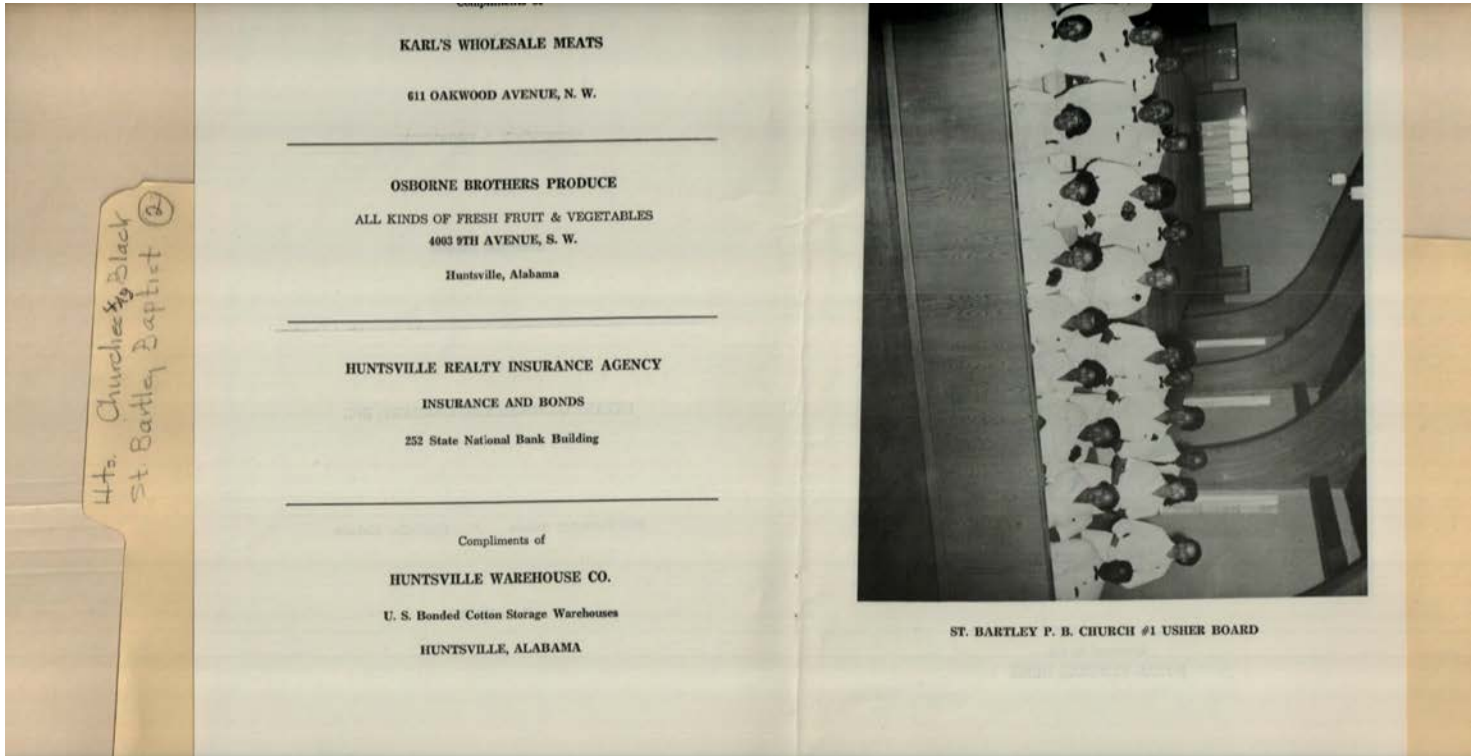 Hts. Churches Black
St. Bartley Baptist 2
Compliments of
KARL'S WHOLESALE MEATS
611 OAKWOOD AVENUE, N. W.
OSBORNE BROTHERS PRODUCE
ALL KINDS OF FRESH FRUIT & VEGETABLES
4003 9TH AVENUE, S. W.
Huntsville, Alabama
HUNTSVILLE REALTY INSURANCE AGENCY
INSURANCE AND BONDS
252 State National Bank Building
Compliments of
HUNTSVILLE WAREHOUSE CO.
U. S. Bonded Cotton Storage Warehouses
HUNTSVILLE, ALABAMA
ST. BARTLEY P. B. CHURCH #1 USHER BOARD